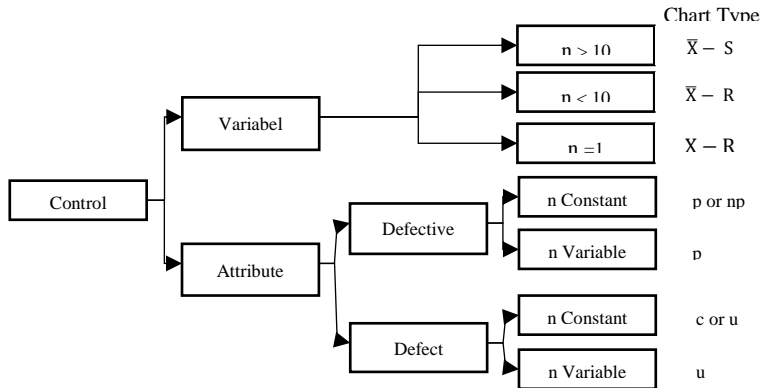 Chart Type
n > 10 X̅ – S
n < 10 X̅ – R
n =1 X – R
Variabel
Control
n Constant p or np
Defective
n Variable p
Attribute
n Constant c or u
Defect
n Variable u